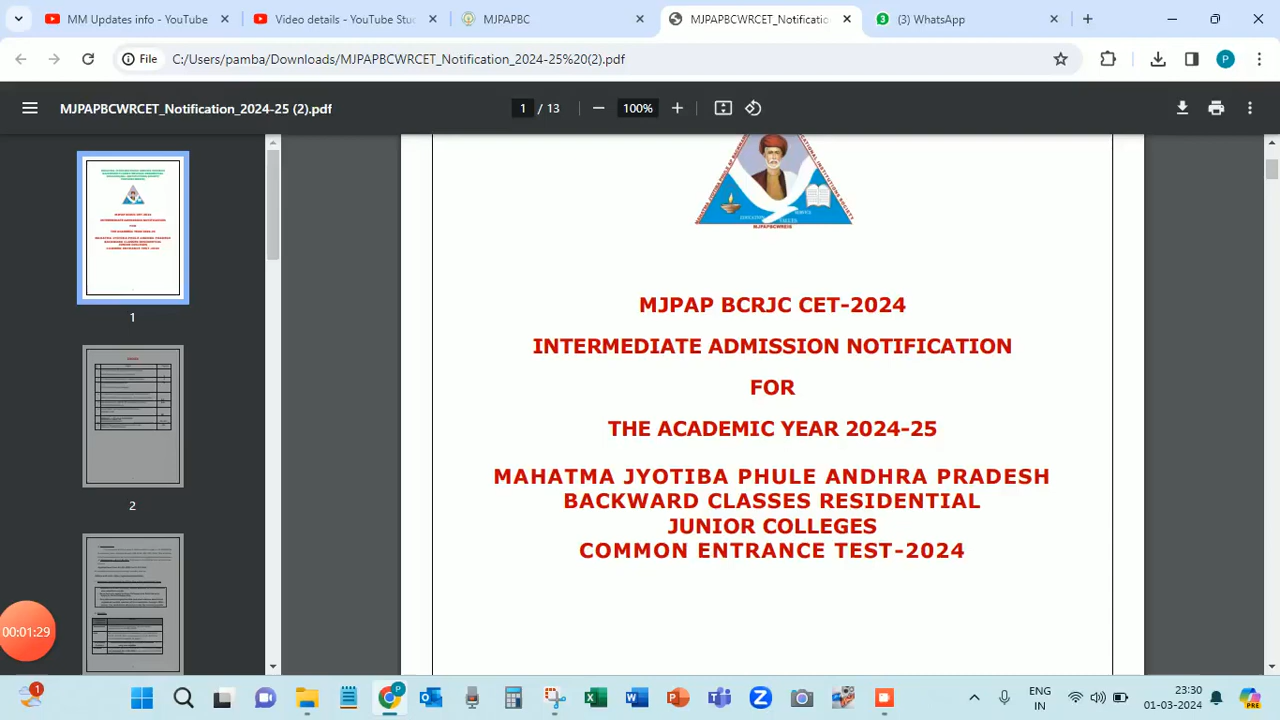 MM Updates info - YouTube
Video details - YouTube Stu
MJPAPBC
MJPAPBCWRCET_Notificatio
(3) WhatsApp
File
C:/Users/pamba/Downloads/MJPAPBCWRCET_Notification_2024-25%20(2).pdf
P
MJPAPBCWRCET_Notification_2024-25 (2).pdf
1 / 13
100%
MJPAPBCWREIS
MJPAP BCRJC CET-2024
INTERMEDIATE ADMISSION NOTIFICATION
FOR
THE ACADEMIC YEAR 2024-25
MAHATMA JYOTIBA PHULE ANDHRA PRADESH
BACKWARD CLASSES RESIDENTIAL
JUNIOR COLLEGES
COMMON ENTRANCE TEST-2024
1
2
00:01:29
1
ENG
IN
23:30
01-03-2024
PRE